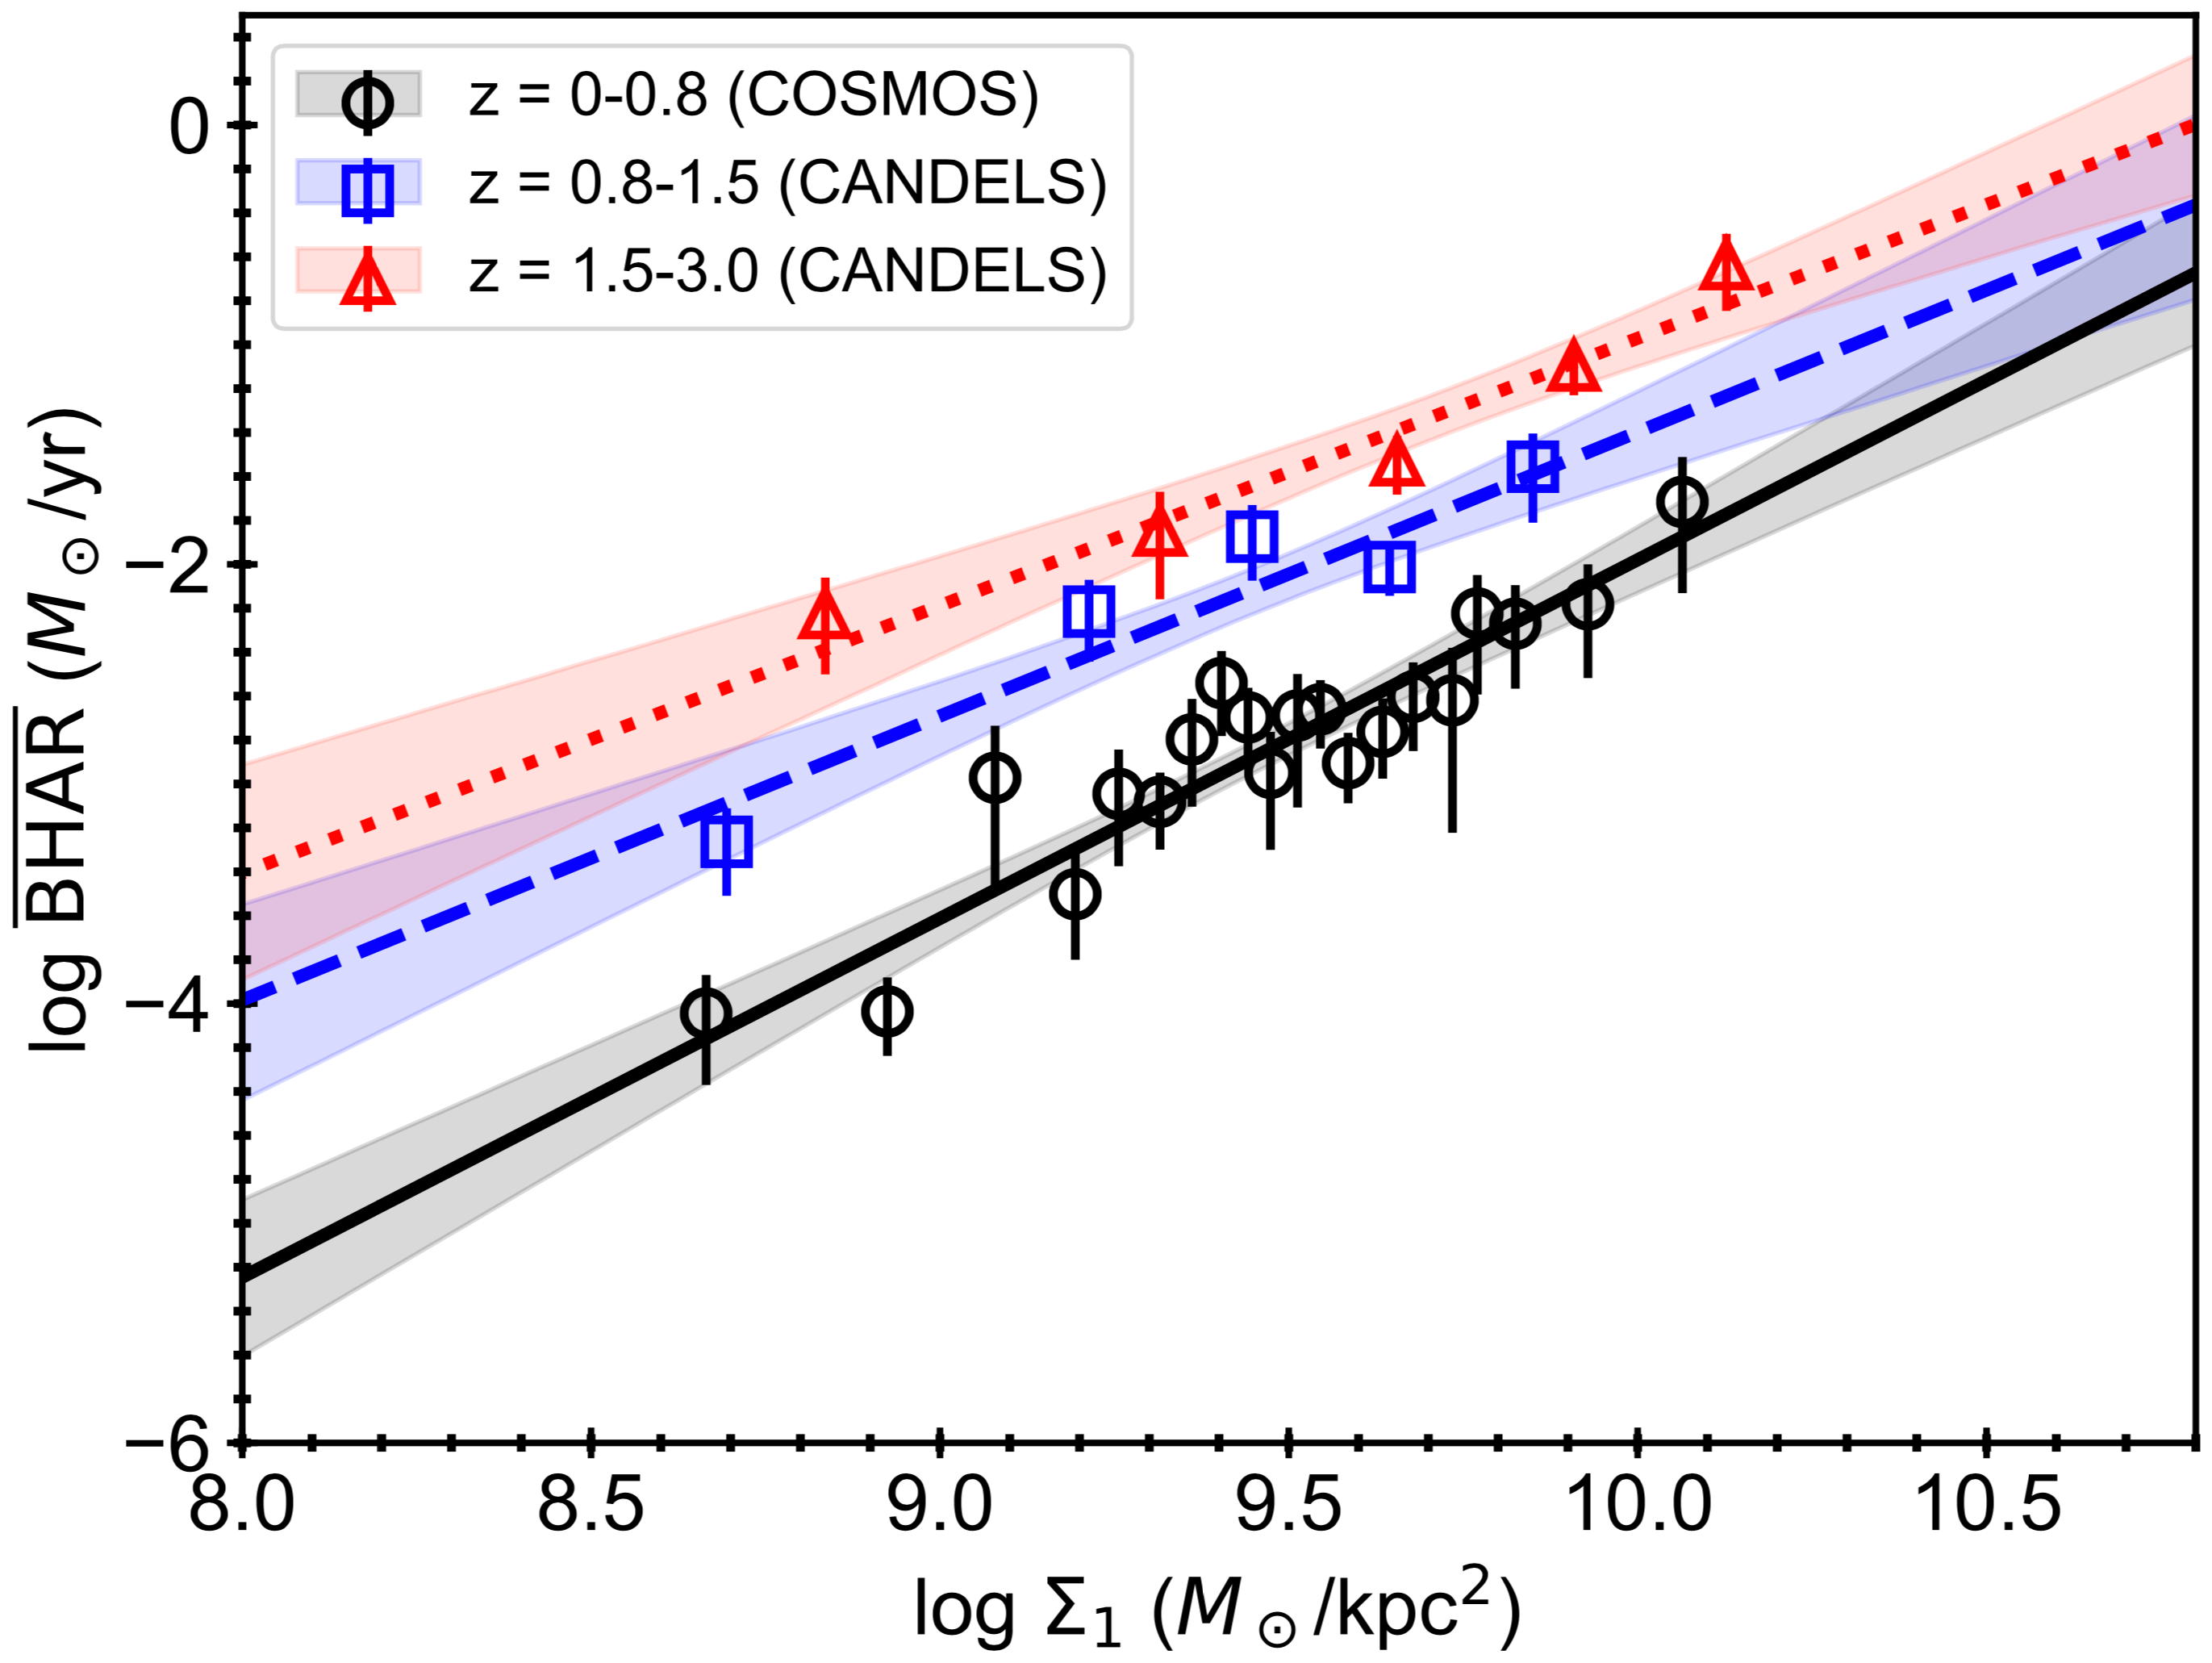 z = 0-0.8 (COSMOS)
z = 0.8-1.5 (CANDELS)
z = 1.5-3.0 (CANDELS)
log B̅H̅A̅R̅ (M⊙/yr)
0
−2
−4
−6
8.0 8.5 9.0 9.5 10.0 10.5
log Σ₁ (M⊙/kpc²)